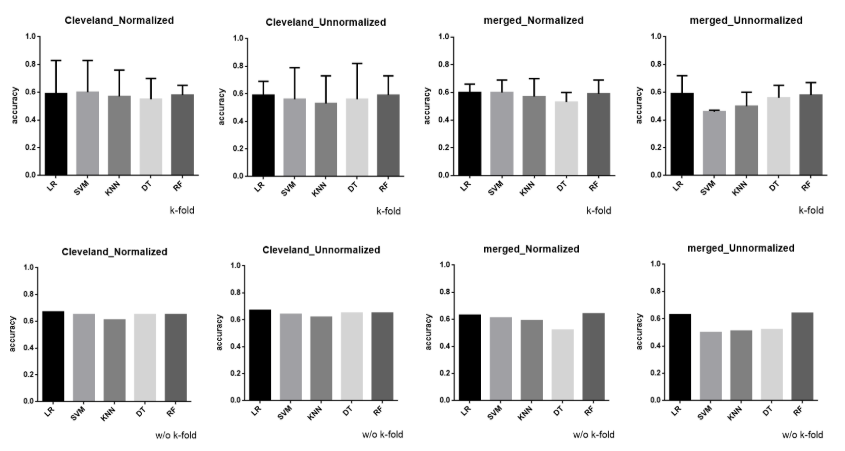 Cleveland_Normalized
accuracy
1.0
0.8
0.6
0.4
0.2
0.0
LR SVM KNN DT RF
k-fold
Cleveland_Unnormalized
accuracy
1.0
0.8
0.6
0.4
0.2
0.0
LR SVM KNN DT RF
k-fold
merged_Normalized
accuracy
1.0
0.8
0.6
0.4
0.2
0.0
LR SVM KNN DT RF
k-fold
merged_Unnormalized
accuracy
1.0
0.8
0.6
0.4
0.2
0.0
LR SVM KNN DT RF
k-fold
Cleveland_Normalized
accuracy
1.0
0.8
0.6
0.4
0.2
0.0
LR SVM KNN DT RF
w/o k-fold
Cleveland_Unnormalized
accuracy
1.0
0.8
0.6
0.4
0.2
0.0
LR SVM KNN DT RF
w/o k-fold
merged_Normalized
accuracy
1.0
0.8
0.6
0.4
0.2
0.0
LR SVM KNN DT RF
w/o k-fold
merged_Unnormalized
accuracy
1.0
0.8
0.6
0.4
0.2
0.0
LR SVM KNN DT RF
w/o k-fold